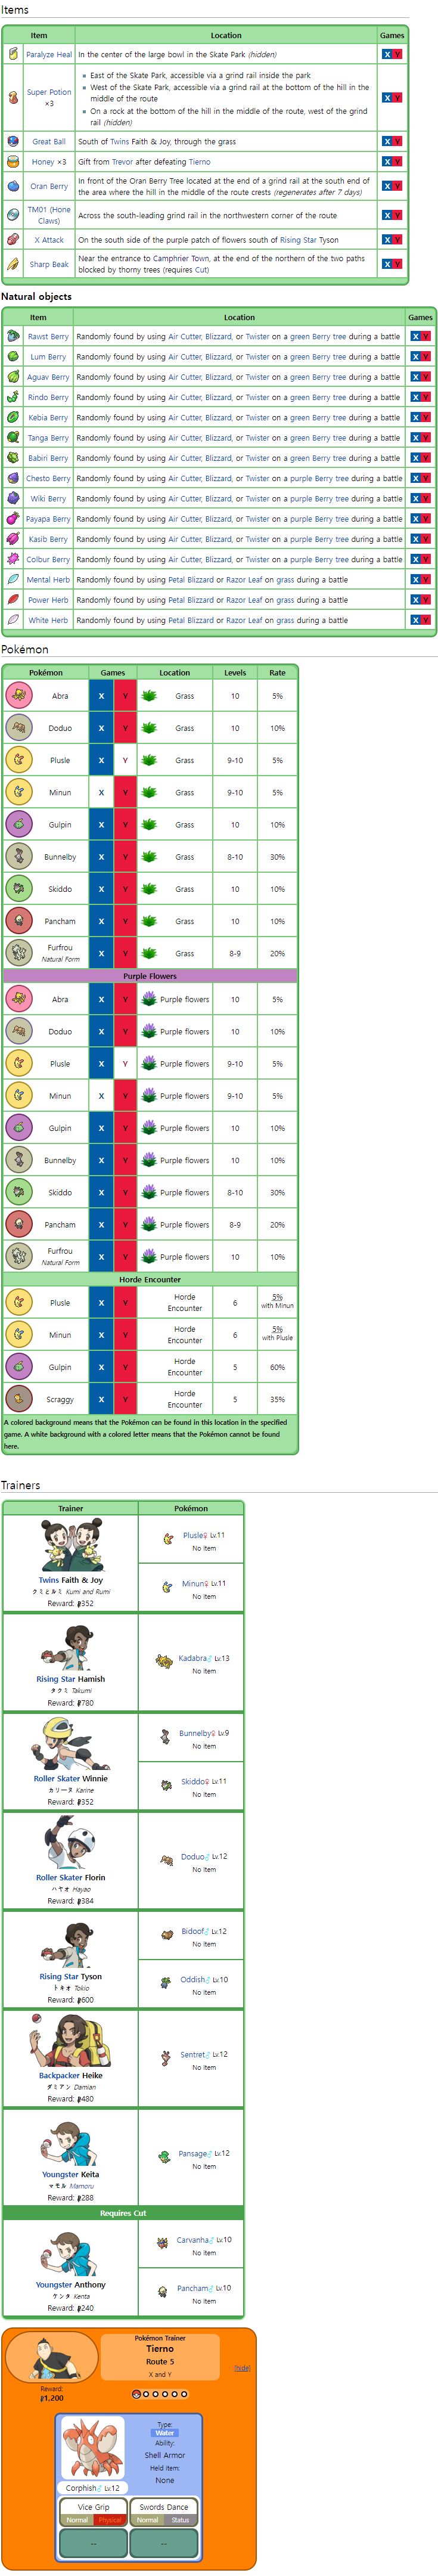 Items
Item Location Games
Paralyze Heal In the center of the large bowl in the Skate Park (hidden) X Y
Super Potion ×3
East of the Skate Park, accessible via a grind rail inside the park
West of the Skate Park, accessible via a grind rail at the bottom of the hill in the middle of the route
On a rock at the bottom of the hill in the middle of the route, west of the grind rail (hidden)
X Y
Great Ball South of Twins Faith & Joy, through the grass X Y
Honey ×3 Gift from Trevor after defeating Tierno X Y
Oran Berry In front of the Oran Berry Tree located at the end of a grind rail at the south end of the area where the hill in the middle of the route crests (regenerates after 7 days) X Y
TM01 (Hone Claws) Across the south-leading grind rail in the northwestern corner of the route X Y
X Attack On the south side of the purple patch of flowers south of Rising Star Tyson X Y
Sharp Beak Near the entrance to Camphrier Town, at the end of the northern of the two paths blocked by thorny trees (requires Cut) X Y
Natural objects
Item Location Games
Rawst Berry Randomly found by using Air Cutter, Blizzard, or Twister on a green Berry tree during a battle X Y
Lum Berry Randomly found by using Air Cutter, Blizzard, or Twister on a green Berry tree during a battle X Y
Aguav Berry Randomly found by using Air Cutter, Blizzard, or Twister on a green Berry tree during a battle X Y
Rindo Berry Randomly found by using Air Cutter, Blizzard, or Twister on a green Berry tree during a battle X Y
Kebia Berry Randomly found by using Air Cutter, Blizzard, or Twister on a green Berry tree during a battle X Y
Tanga Berry Randomly found by using Air Cutter, Blizzard, or Twister on a green Berry tree during a battle X Y
Babiri Berry Randomly found by using Air Cutter, Blizzard, or Twister on a green Berry tree during a battle X Y
Chesto Berry Randomly found by using Air Cutter, Blizzard, or Twister on a purple Berry tree during a battle X Y
Wiki Berry Randomly found by using Air Cutter, Blizzard, or Twister on a purple Berry tree during a battle X Y
Payapa Berry Randomly found by using Air Cutter, Blizzard, or Twister on a purple Berry tree during a battle X Y
Kasib Berry Randomly found by using Air Cutter, Blizzard, or Twister on a purple Berry tree during a battle X Y
Colbur Berry Randomly found by using Air Cutter, Blizzard, or Twister on a purple Berry tree during a battle X Y
Mental Herb Randomly found by using Petal Blizzard or Razor Leaf on grass during a battle X Y
Power Herb Randomly found by using Petal Blizzard or Razor Leaf on grass during a battle X Y
White Herb Randomly found by using Petal Blizzard or Razor Leaf on grass during a battle X Y
Pokémon
Pokémon Games Location Levels Rate
Abra X Y Grass 10 5%
Doduo X Y Grass 10 10%
Plusle X Y Grass 9-10 5%
Minun X Y Grass 9-10 5%
Gulpin X Y Grass 10 10%
Bunnelby X Y Grass 8-10 30%
Skiddo X Y Grass 10 10%
Pancham X Y Grass 10 10%
Furfrou Natural Form X Y Grass 8-9 20%
Purple Flowers
Abra X Y Purple flowers 10 5%
Doduo X Y Purple flowers 10 10%
Plusle X Y Purple flowers 9-10 5%
Minun X Y Purple flowers 9-10 5%
Gulpin X Y Purple flowers 10 10%
Bunnelby X Y Purple flowers 10 10%
Skiddo X Y Purple flowers 8-10 30%
Pancham X Y Purple flowers 8-9 20%
Furfrou Natural Form X Y Purple flowers 10 10%
Horde Encounter
Plusle X Y Horde Encounter 6 5% with Minun
Minun X Y Horde Encounter 6 5% with Plusle
Gulpin X Y Horde Encounter 5 60%
Scraggy X Y Horde Encounter 5 35%
A colored background means that the Pokémon can be found in this location in the specified
game. A white background with a colored letter means that the Pokémon cannot be found
here.
Trainers
Trainer Pokémon
Twins Faith & Joy
クミとルミ Kumi and Rumi
Reward: 352
Plusle♀ Lv.11
No item
Minun♀ Lv.11
No item
Rising Star Hamish
タクミ Takumi
Reward: 780
Kadabra♂ Lv.13
No item
Roller Skater Winnie
カリーヌ Karine
Reward: 352
Bunnelby♀ Lv.9
No item
Skiddo♀ Lv.11
No item
Roller Skater Florin
ハヤオ Hayao
Reward: 384
Doduo♂ Lv.12
No item
Rising Star Tyson
トキオ Tokio
Reward: 600
Bidoof♂ Lv.12
No item
Oddish♂ Lv.10
No item
Backpacker Heike
ダミアン Damian
Reward: 480
Sentret♂ Lv.12
No item
Youngster Keita
マモル Mamoru
Reward: 288
Pansage♂ Lv.12
No item
Requires Cut
Youngster Anthony
ケンタ Kenta
Reward: 240
Carvanha♂ Lv.10
No item
Pancham♂ Lv.10
No item
Pokémon Trainer
Tierno
Route 5
X and Y
[hide]
Reward:
1,200
Type:
Water
Ability:
Shell Armor
Held item:
None
Corphish♂ Lv.12
Vice Grip
Normal Physical
Swords Dance
Normal Status
--
--